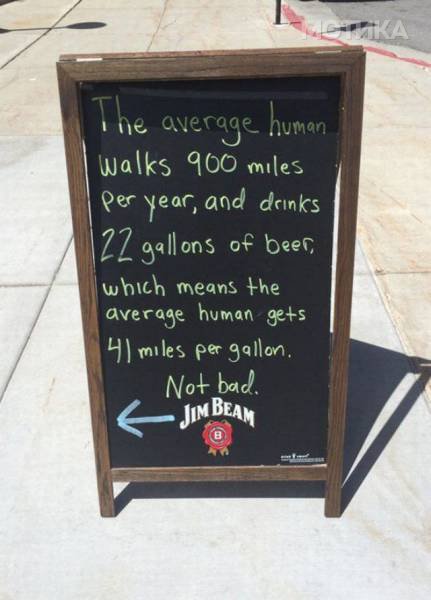 МОТИКА
The average human
walks 900 miles
per year, and drinks
22 gallons of beer,
which means the
average human gets
41 miles per gallon.
Not bad.
JIM BEAM
B